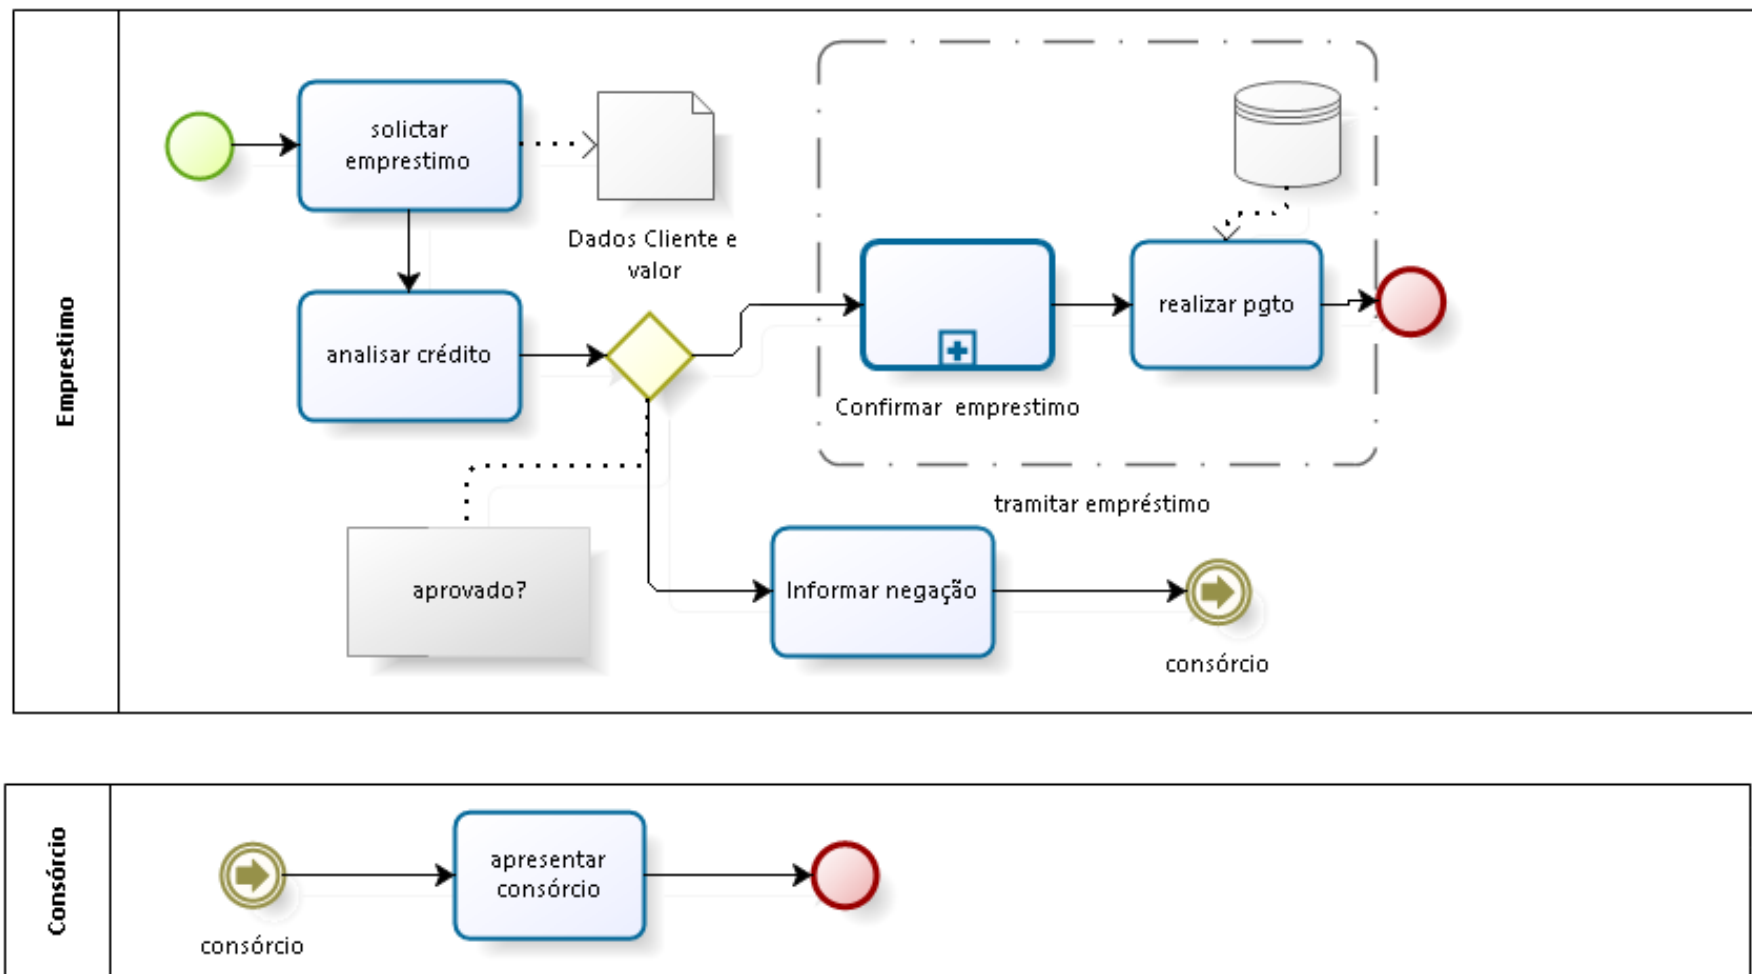 Emprestimo
solictar
emprestimo
Dados Cliente e
valor
analisar crédito
realizar pgto
Confirmar emprestimo
tramitar empréstimo
aprovado?
Informar negação
consórcio
Consórcio
apresentar
consórcio
consórcio